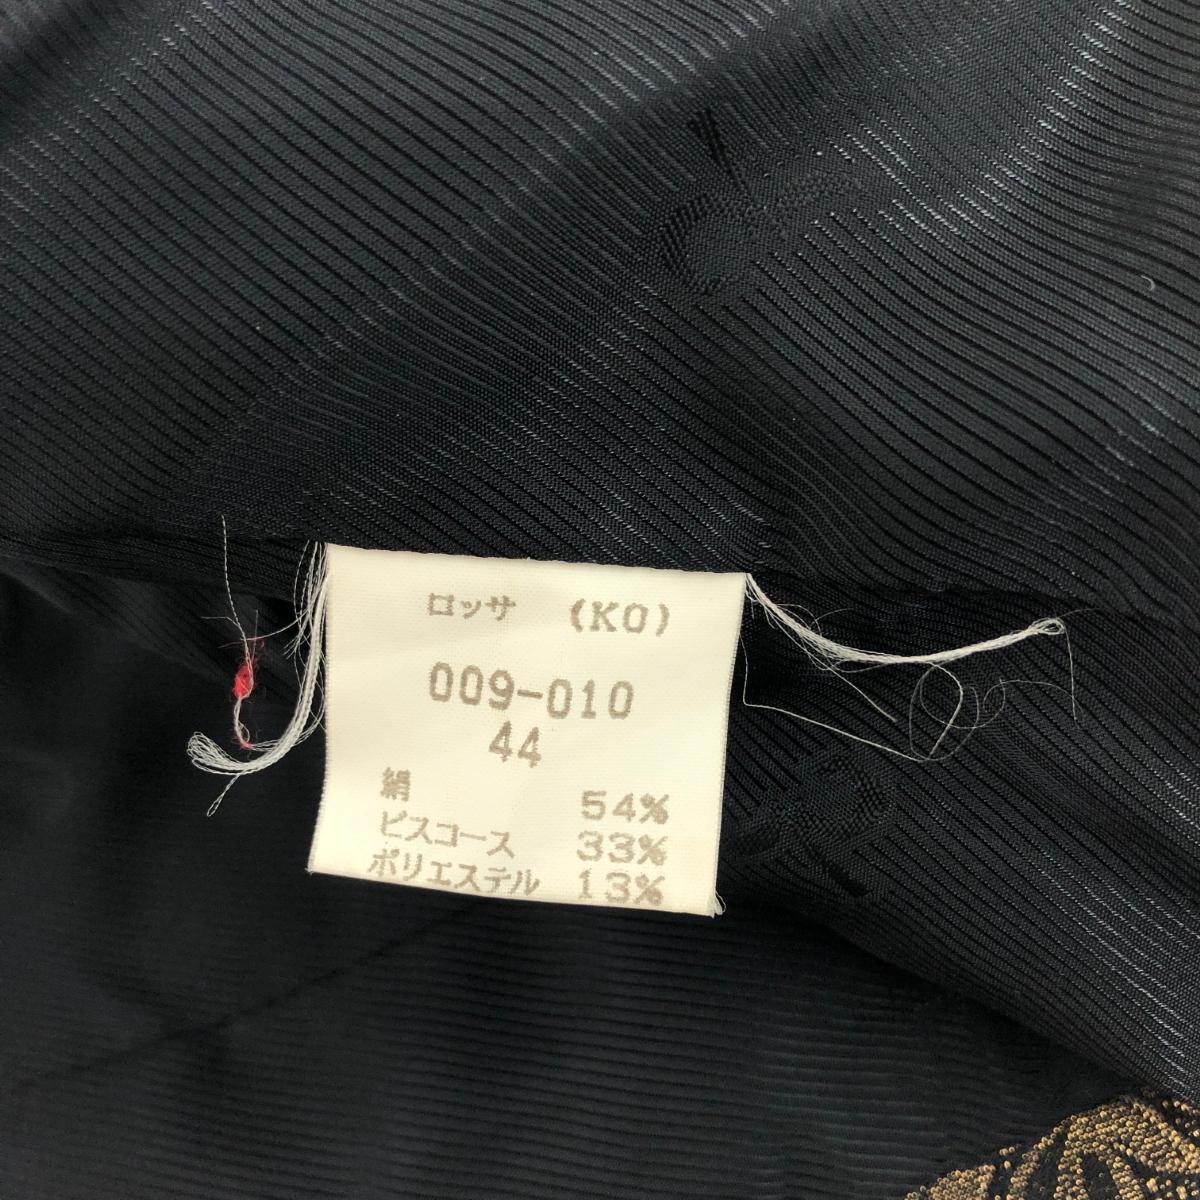 ロッサ (KO)
009-010
44
絹 54%
ビスコース 33%
ポリエステル 13%